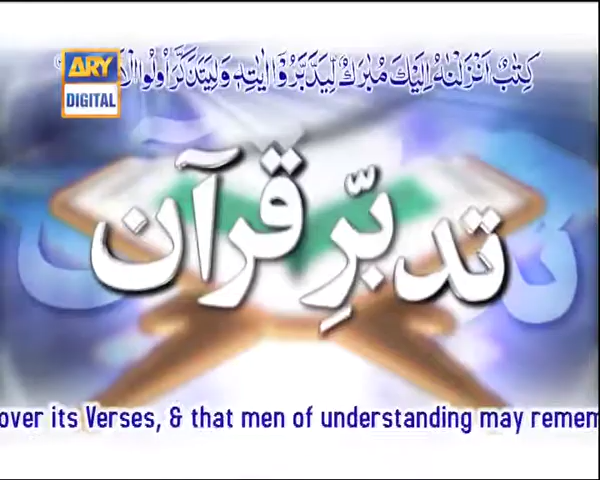 كِتٰبٌ اَنْزَلْنٰهُ اِلَيْكَ مُبٰرَكٌ لِّيَدَّبَّرُوْۤا اٰيٰتِهٖ وَلِيَتَذَكَّرَ اُولُوا
ARY
DIGITAL
تدبّرِ قرآن
over its Verses, & that men of understanding may remem